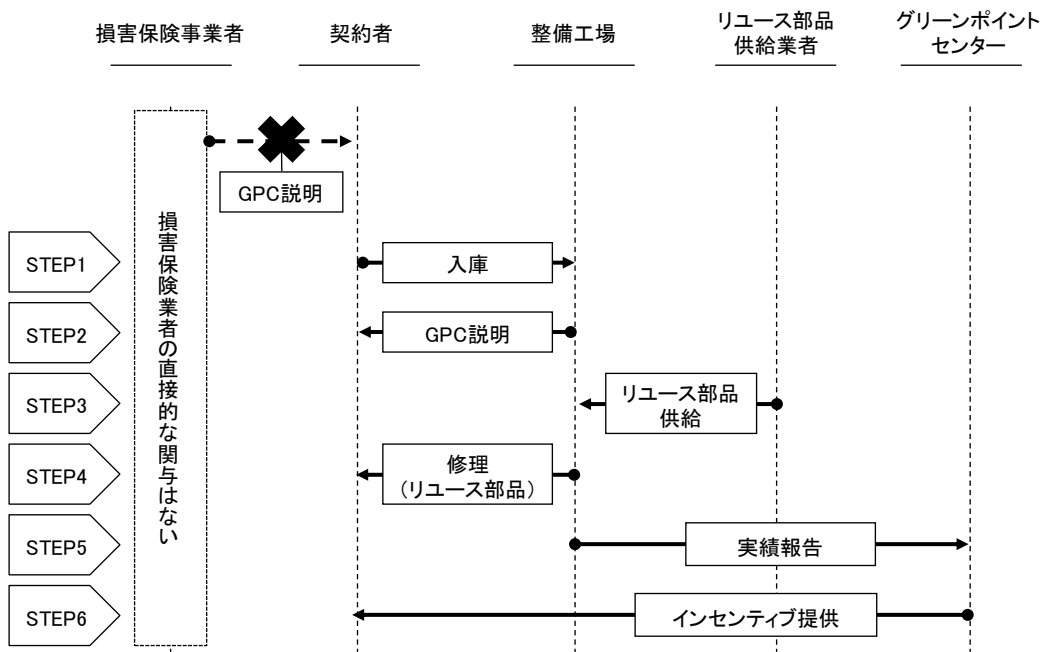 損害保険事業者
契約者
整備工場
リユース部品
供給業者
グリーンポイント
センター
GPC説明
損害保険業者の直接的な関与はない
STEP1
入庫
STEP2
GPC説明
STEP3
リユース部品
供給
STEP4
修理
(リユース部品)
STEP5
実績報告
STEP6
インセンティブ提供